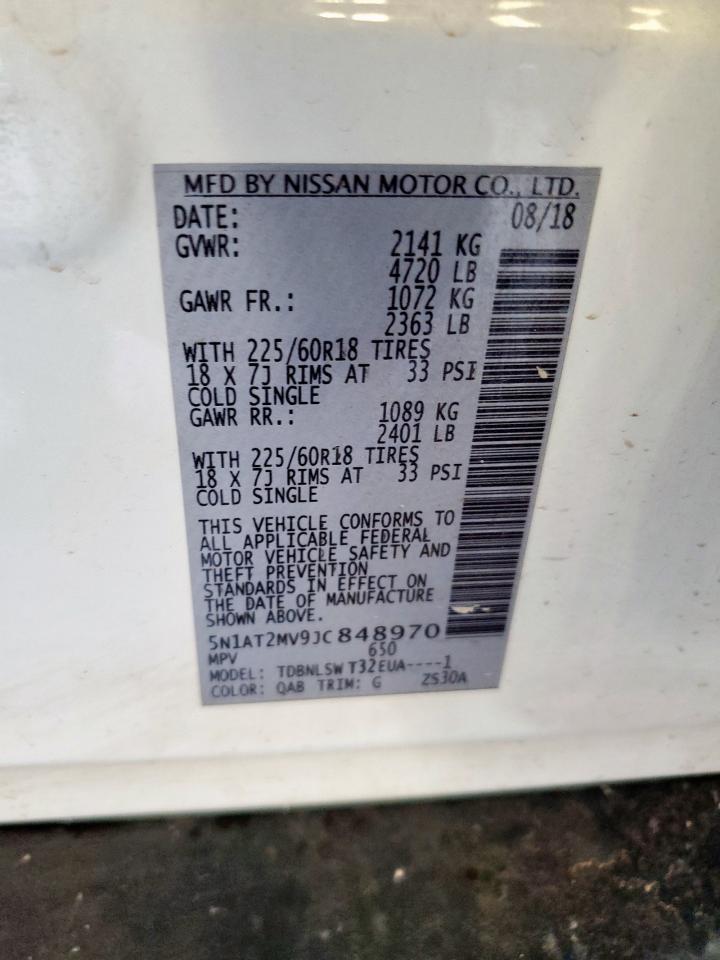 MFD BY NISSAN MOTOR CO., LTD.
DATE: 08/18
GVWR: 2141 KG
4720 LB
GAWR FR.: 1072 KG
2363 LB
WITH 225/60R18 TIRES
18 X 7J RIMS AT 33 PSI
COLD SINGLE
GAWR RR.: 1089 KG
2401 LB
WITH 225/60R18 TIRES
18 X 7J RIMS AT 33 PSI
COLD SINGLE
THIS VEHICLE CONFORMS TO
ALL APPLICABLE FEDERAL
MOTOR VEHICLE SAFETY AND
THEFT PREVENTION
STANDARDS IN EFFECT ON
THE DATE OF MANUFACTURE
SHOWN ABOVE.
5N1AT2MV9JC848970
MPV 650
MODEL: TDBNLSW T32EUA----1
COLOR: QAB TRIM: G ZS30A